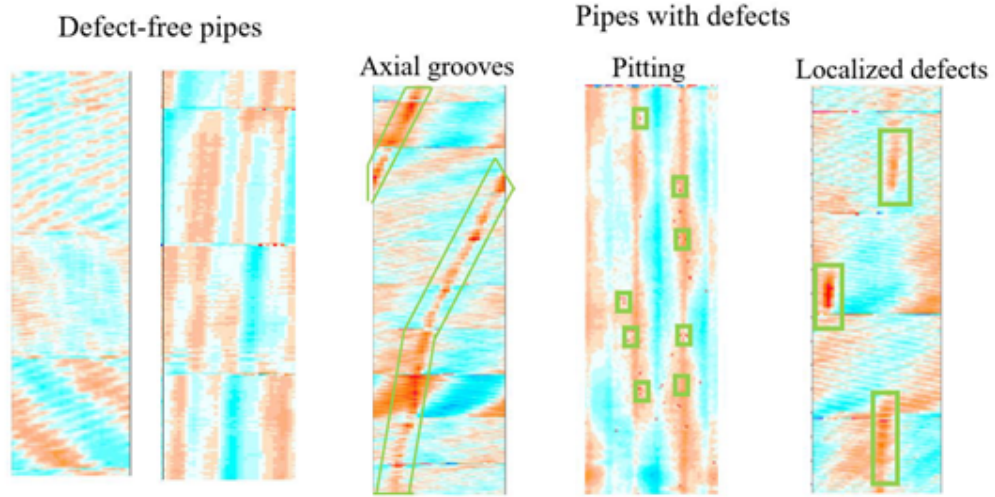 Defect-free pipes
Pipes with defects
Axial grooves
Pitting
Localized defects